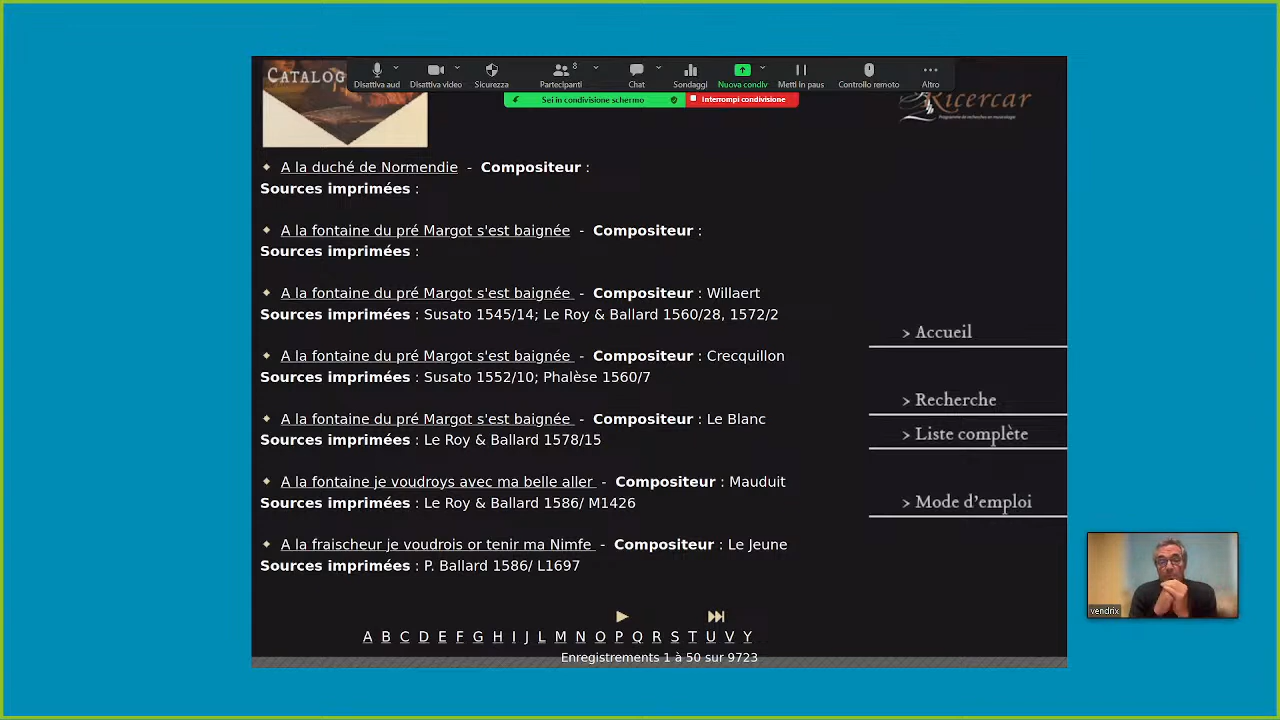 CATALOG
Disattiva aud
Disattiva video
Sicurezza
8
Partecipanti
Chat
Sondaggi
Nuova condiv
Metti in paus
Controllo remoto
Altro
Sei in condivisione schermo
Interrompi condivisione
Ricercar
Programme de recherches en musicologie
A la duché de Normendie - Compositeur :
Sources imprimées :
A la fontaine du pré Margot s'est baignée - Compositeur :
Sources imprimées :
A la fontaine du pré Margot s'est baignée - Compositeur : Willaert
Sources imprimées : Susato 1545/14; Le Roy & Ballard 1560/28, 1572/2
A la fontaine du pré Margot s'est baignée - Compositeur : Crecquillon
Sources imprimées : Susato 1552/10; Phalèse 1560/7
A la fontaine du pré Margot s'est baignée - Compositeur : Le Blanc
Sources imprimées : Le Roy & Ballard 1578/15
A la fontaine je voudroys avec ma belle aller - Compositeur : Mauduit
Sources imprimées : Le Roy & Ballard 1586/ M1426
A la fraischeur je voudrois or tenir ma Nimfe - Compositeur : Le Jeune
Sources imprimées : P. Ballard 1586/ L1697
> Accueil
> Recherche
> Liste complète
> Mode d'emploi
A B C D E F G H I J L M N O P Q R S T U V Y
Enregistrements 1 à 50 sur 9723
vendrix